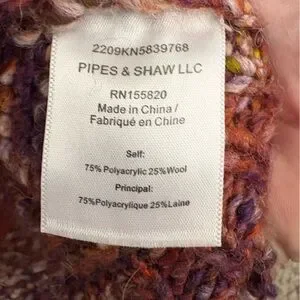 2209KN5839768
PIPES & SHAW LLC
RN155820
Made in China /
Fabriqué en Chine
Self:
75% Polyacrylic 25%Wool
Principal:
75%Polyacrylique 25%Laine